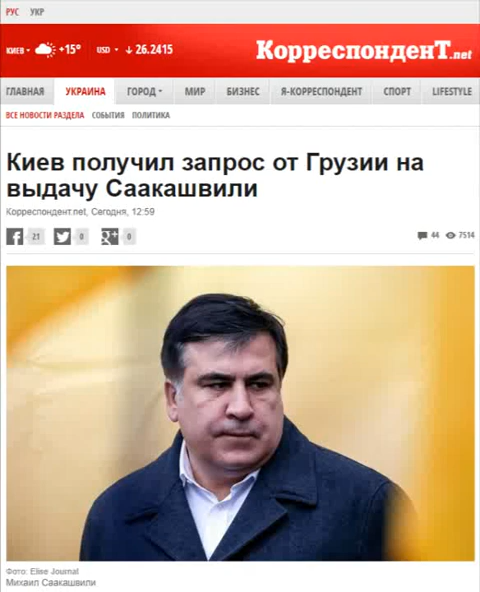 РУС УКР
КИЕВ +15° USD ↓ 26.2415 КорреспонденТ.net
ГЛАВНАЯ УКРАИНА ГОРОД МИР БИЗНЕС Я-КОРРЕСПОНДЕНТ СПОРТ LIFESTYLE
ВСЕ НОВОСТИ РАЗДЕЛА СОБЫТИЯ ПОЛИТИКА
Киев получил запрос от Грузии на
выдачу Саакашвили
Корреспондент.net, Сегодня, 12:59
f 21 0 g+ 0 44 7514
Фото: Elise Journal
Михаил Саакашвили